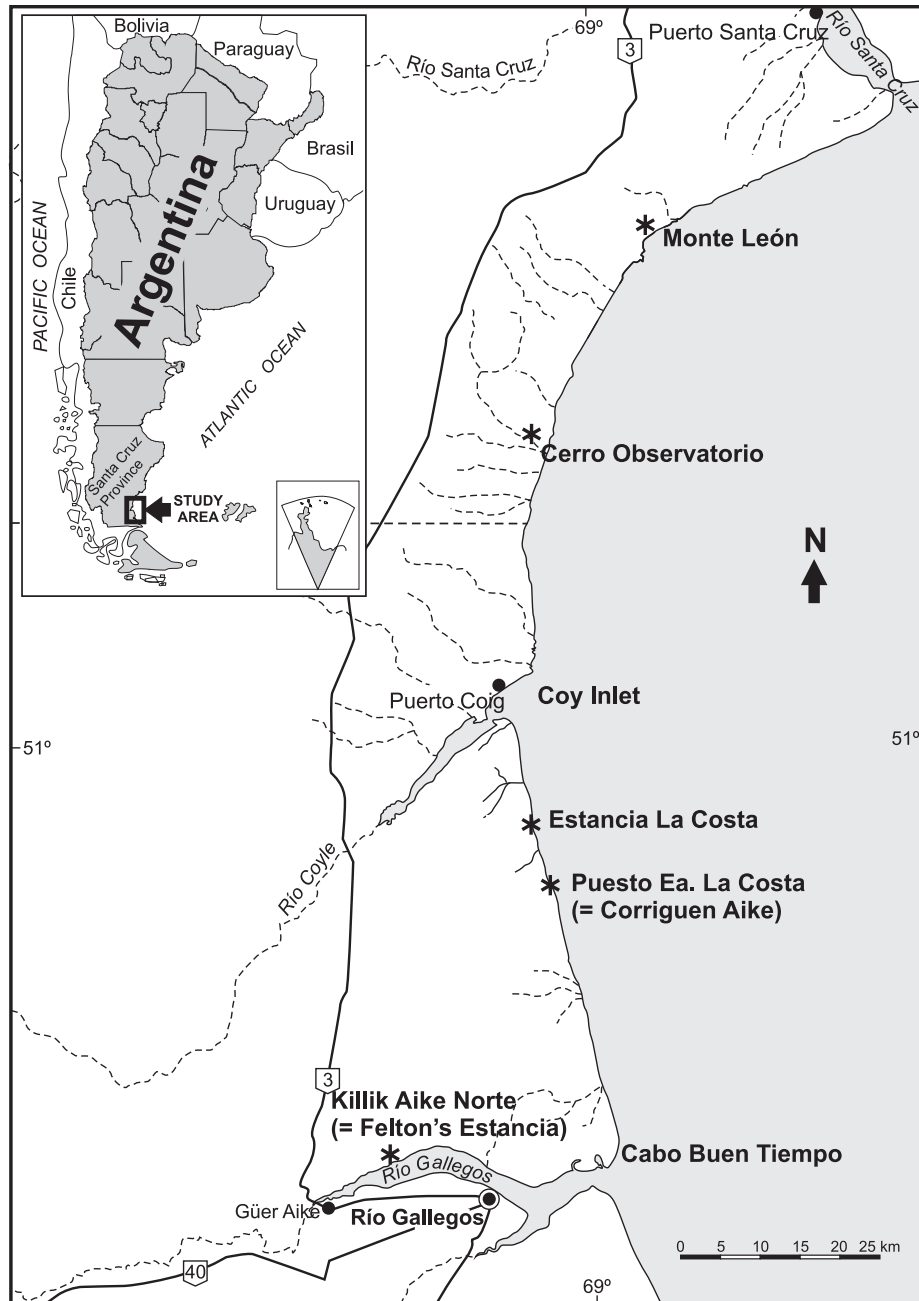 Bolivia
Paraguay
Brasil
Uruguay
Argentina
Chile
PACIFIC OCEAN
ATLANTIC OCEAN
Santa Cruz
Province
STUDY
AREA
69º
3
Puerto Santa Cruz
Río Santa Cruz
Río Santa Cruz
Monte León
Cerro Observatorio
N
Puerto Coig
Coy Inlet
51º
51º
Estancia La Costa
Río Coyle
Puesto Ea. La Costa
(= Corriguen Aike)
3
Killik Aike Norte
(= Felton's Estancia)
Río Gallegos
Cabo Buen Tiempo
Güer Aike
Río Gallegos
40
0 5 10 15 20 25 km
69º